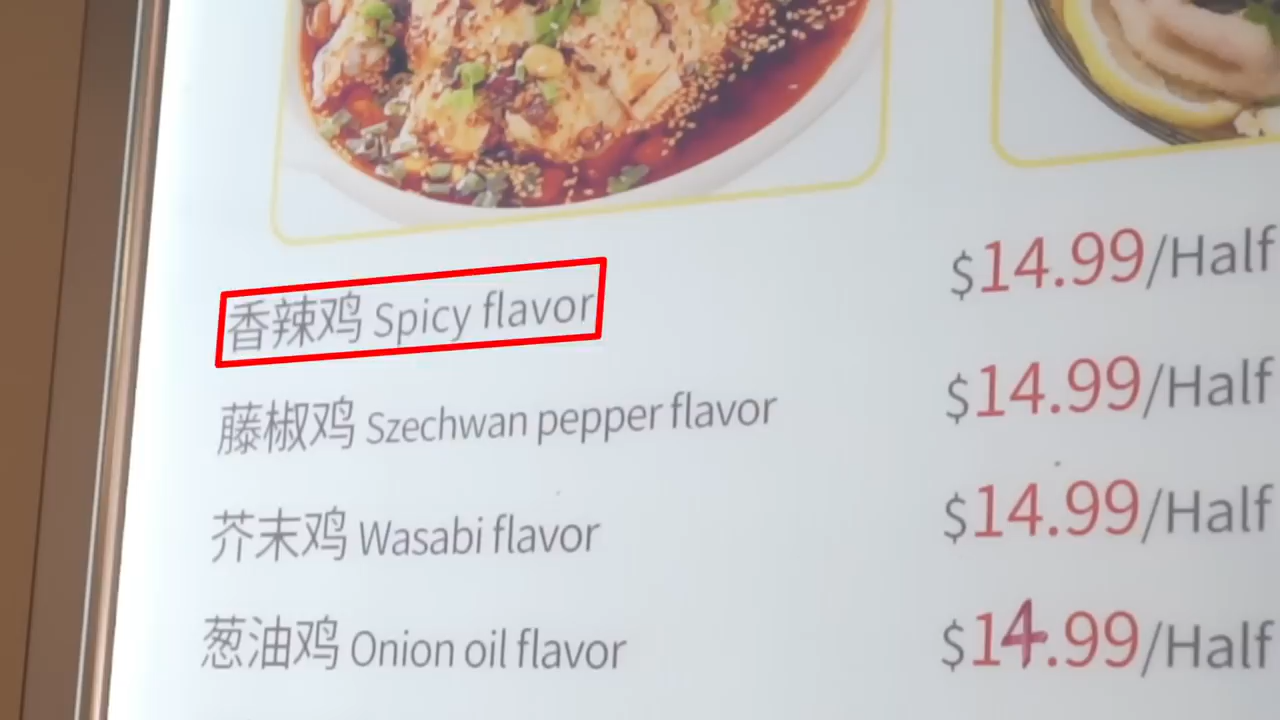 香辣鸡 Spicy flavor $14.99/Half
藤椒鸡 Szechwan pepper flavor $14.99/Half
芥末鸡 Wasabi flavor $14.99/Half
葱油鸡 Onion oil flavor $14.99/Half